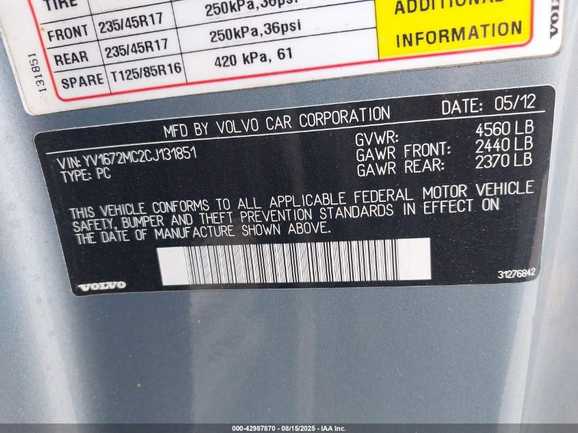 TIRE 250kPa,36psi
FRONT 235/45R17 250kPa,36psi
REAR 235/45R17 420 kPa, 61
SPARE T125/85R16
ADDITIONAL
INFORMATION
VOLVO
131851
MFD BY VOLVO CAR CORPORATION DATE: 05/12
VIN: YV1672MC2CJ131851 GVWR: 4560 LB
TYPE: PC GAWR FRONT: 2440 LB
GAWR REAR: 2370 LB
THIS VEHICLE CONFORMS TO ALL APPLICABLE FEDERAL MOTOR VEHICLE
SAFETY, BUMPER AND THEFT PREVENTION STANDARDS IN EFFECT ON
THE DATE OF MANUFACTURE SHOWN ABOVE.
VOLVO
31276842
000-42987870 - 08/15/2025 - IAA Inc.